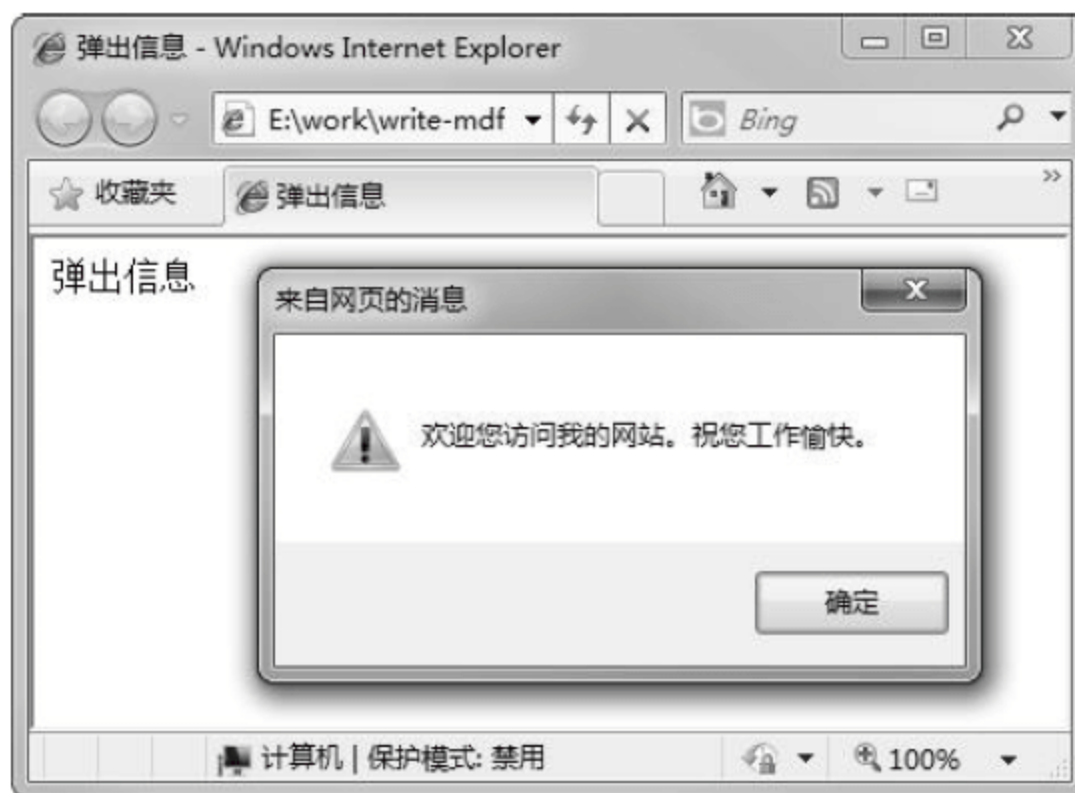 弹出信息 - Windows Internet Explorer
E:\work\write-mdf
Bing
收藏夹
弹出信息
弹出信息
来自网页的消息
欢迎您访问我的网站。祝您工作愉快。
确定
计算机 | 保护模式: 禁用
100%